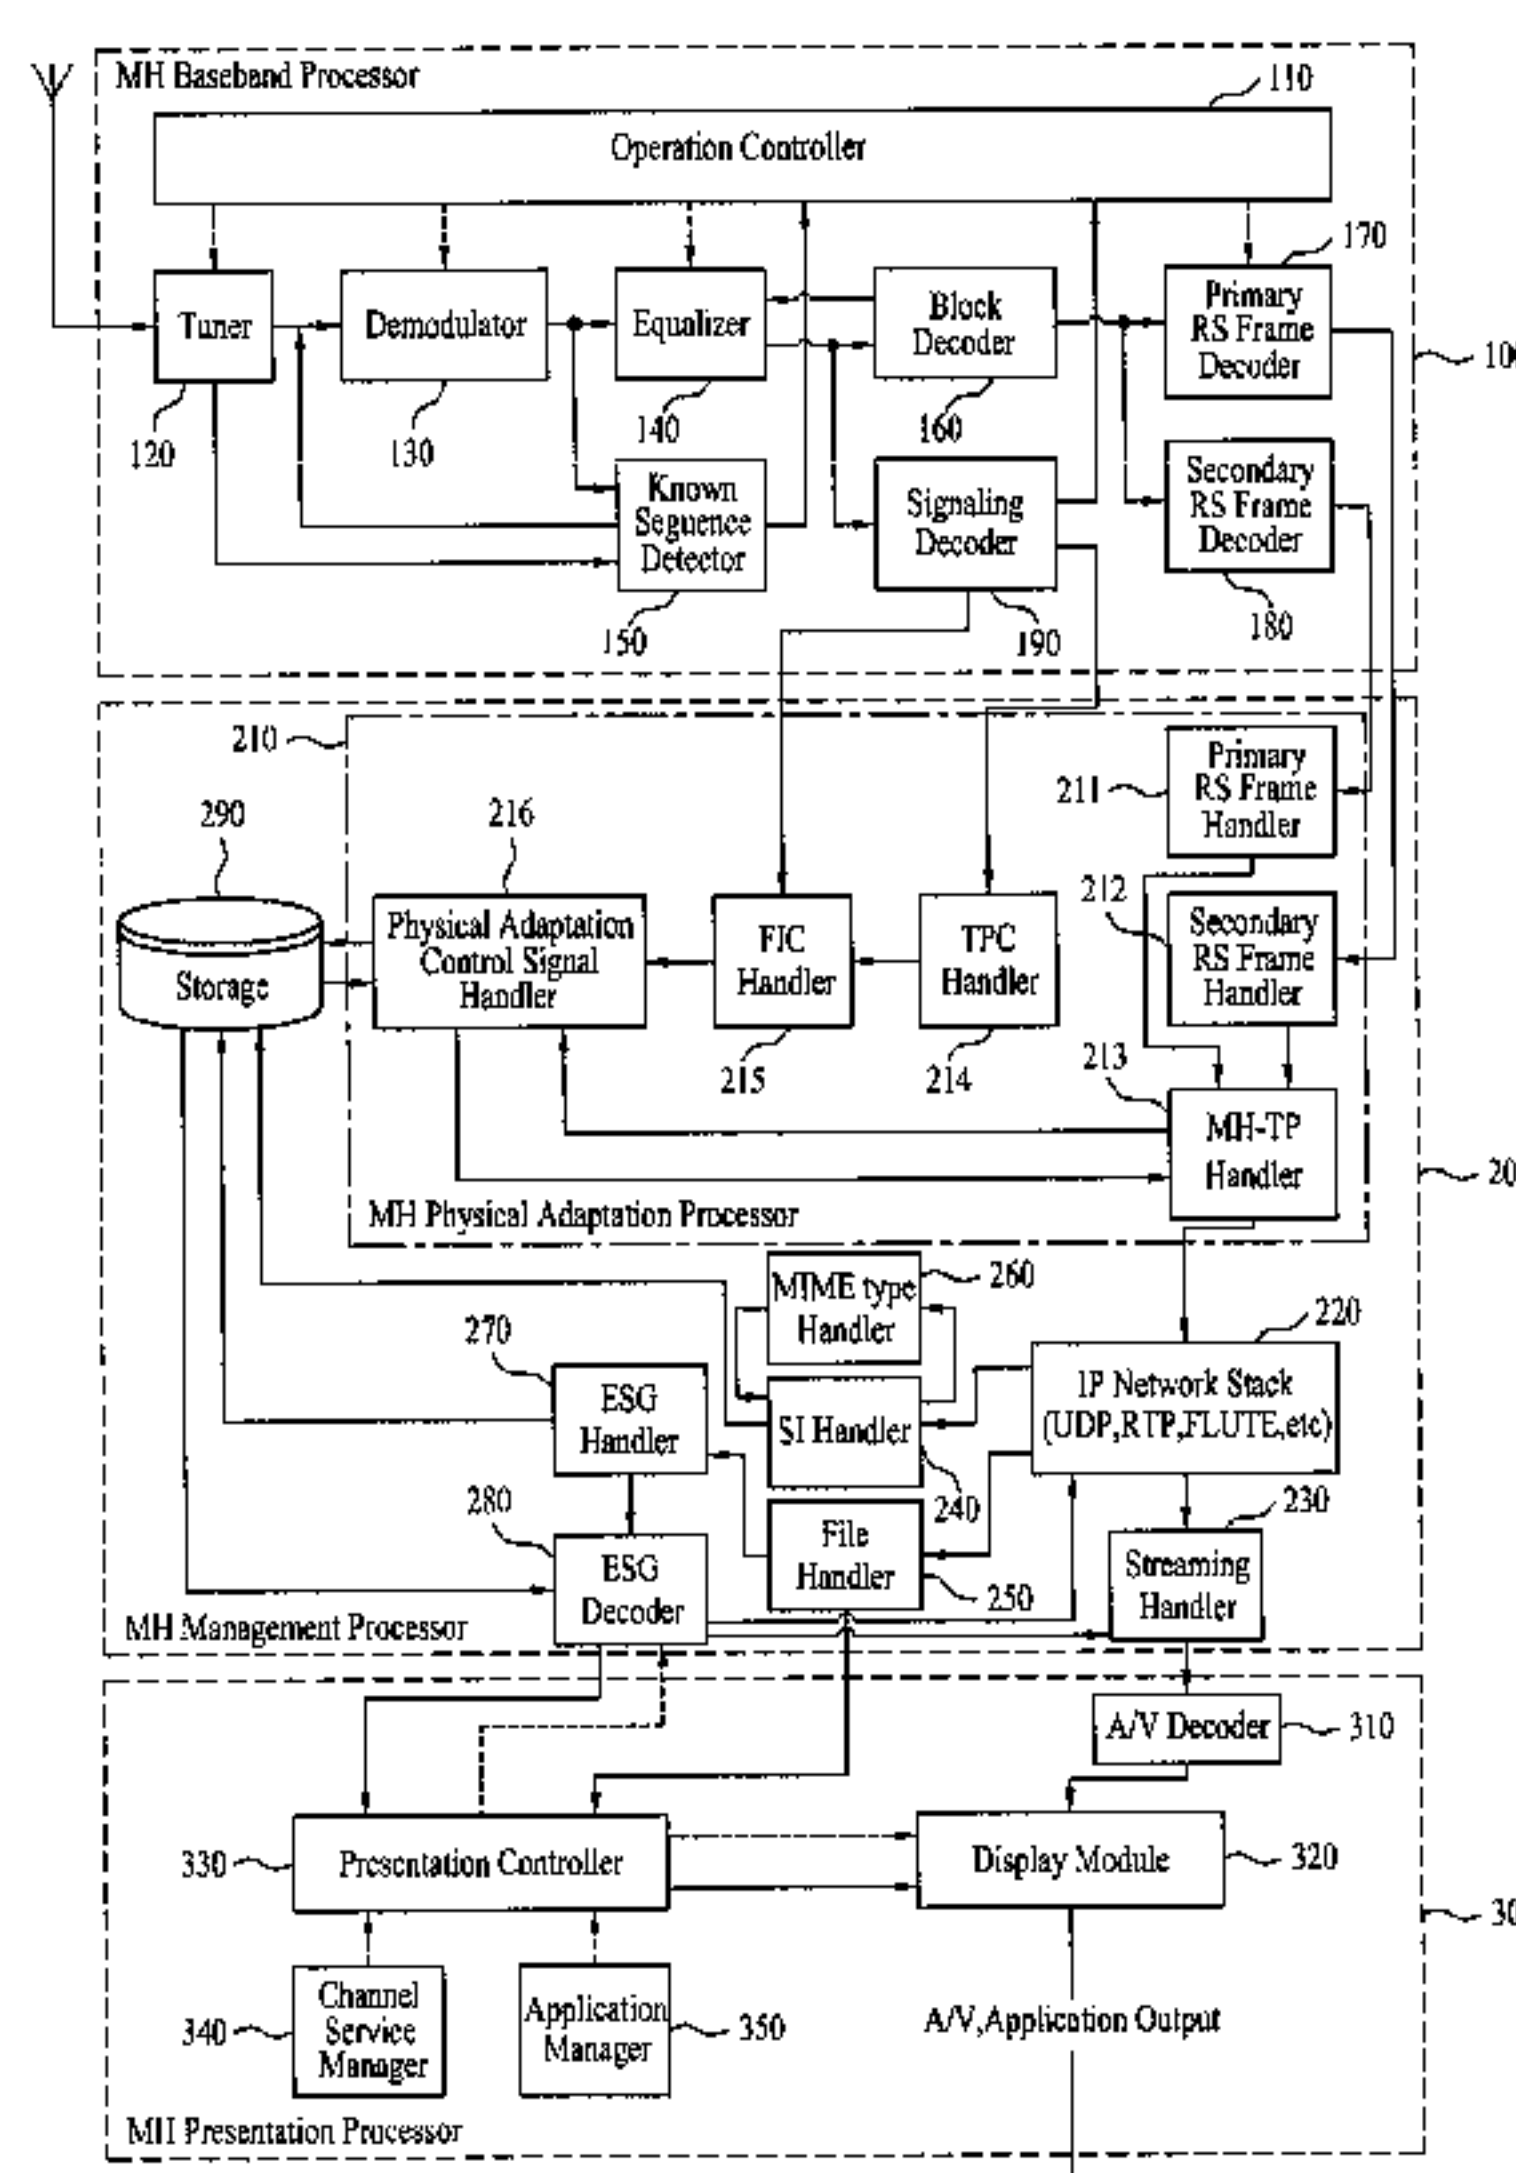 MH Baseband Processor
110
Operation Controller
170
Tuner
Demodulator
Equalizer
Block
Decoder
Primary
RS Frame
Decoder
120
130
140
160
Known
Seguence
Detector
Signaling
Decoder
Secondary
RS Frame
Decoder
150
190
180
210
211
Primary
RS Frame
Handler
290
216
212
Storage
Physical Adaptation
Control Signal
Handler
FIC
Handler
TPC
Handler
Secondary
RS Frame
Handler
215
214
213
MH-TP
Handler
MH Physical Adaptation Processor
MIME type
Handler
260
270
220
ESG
Handler
SI Handler
IP Network Stack
(UDP,RTP,FLUTE,etc)
280
240
230
ESG
Decoder
File
Handler
250
Streaming
Handler
MH Management Processor
A/V Decoder
310
330
Presentation Controller
Display Module
320
Channel
Service
Manager
340
Application
Manager
350
A/V,Application Output
MH Presentation Processor